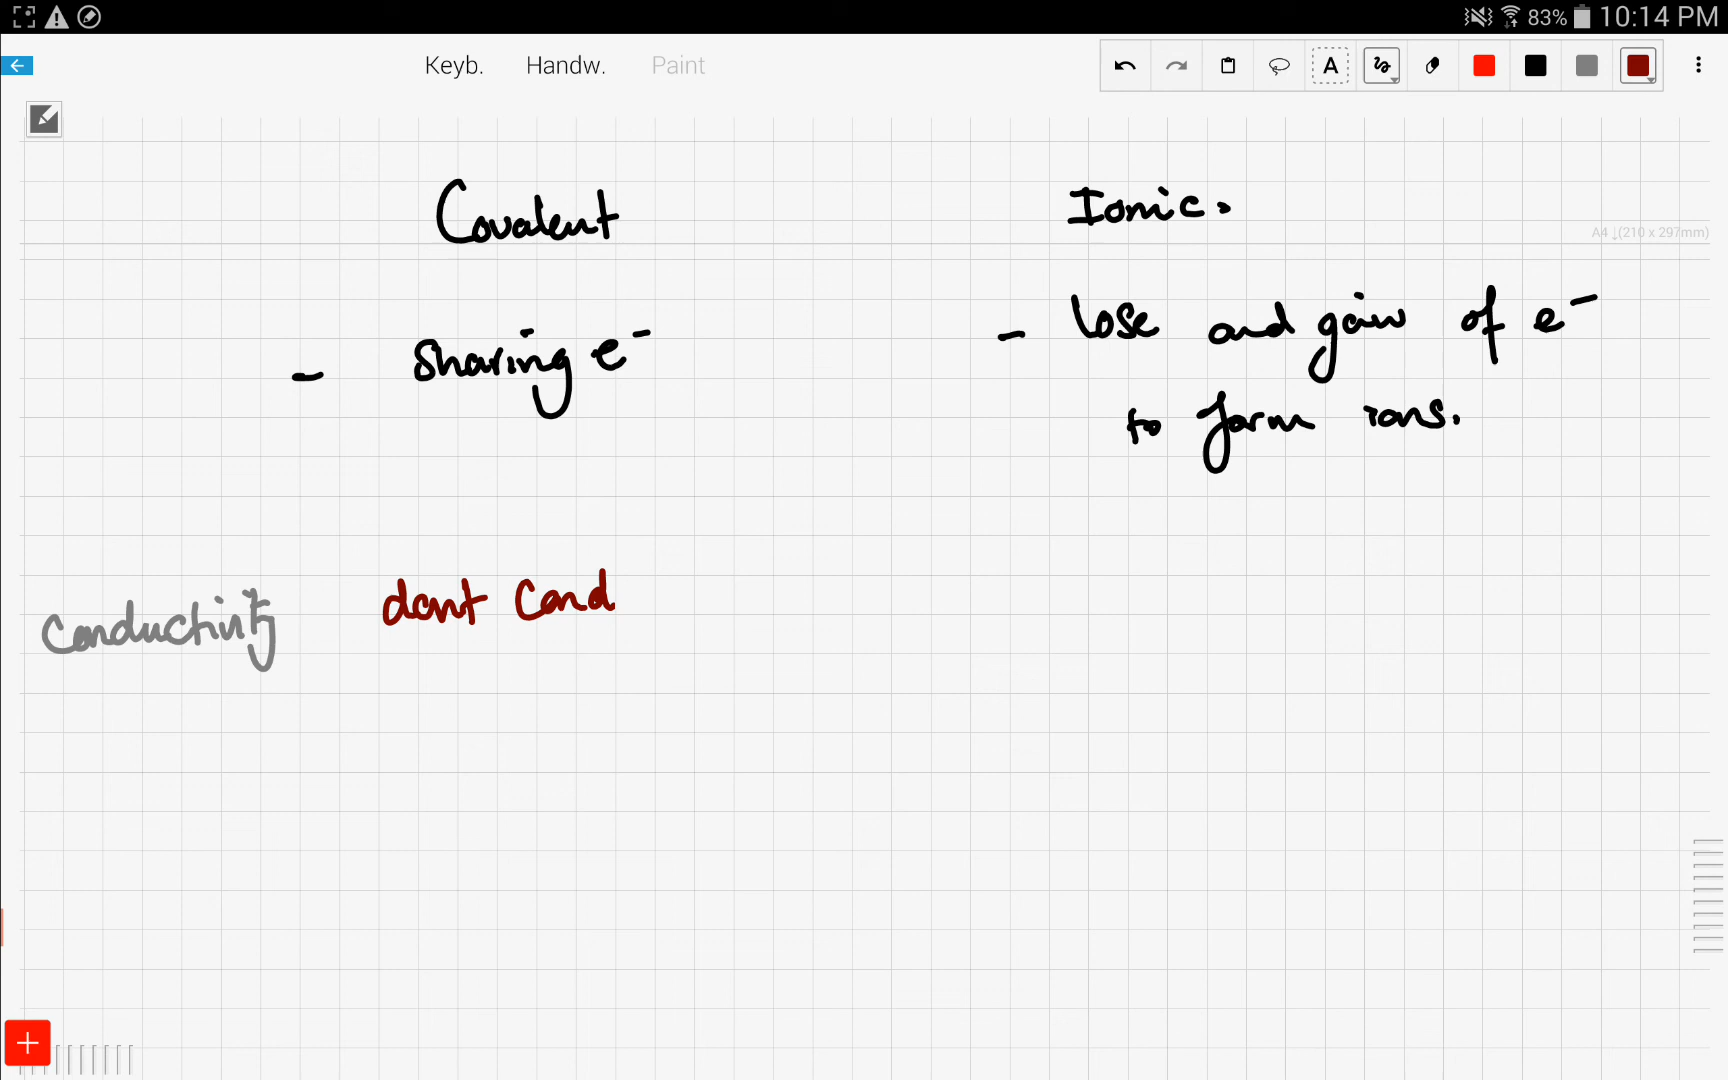 83% 10:14 PM
Keyb. Handw. Paint
A
Covalent
Ionic.
A4 ↓(210 x 297mm)
- sharing e⁻
- lose and gain of e⁻
to form ions.
Conductivity
dont Cond